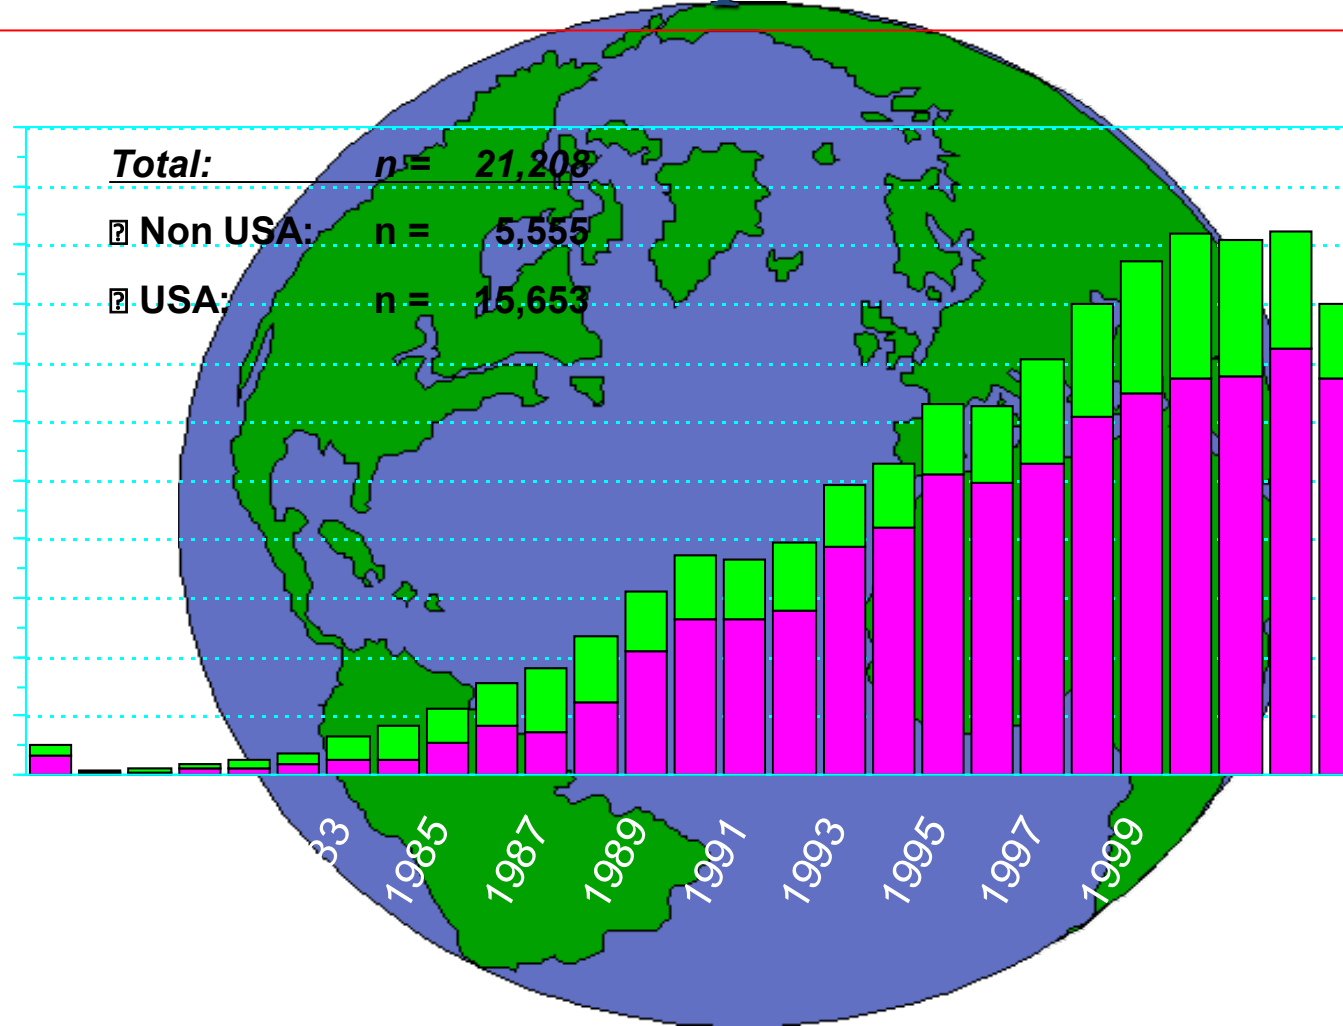 Total: n = 21,208
Non USA: n = 5,555
USA: n = 15,653
1985
1987
1989
1991
1993
1995
1997
1999